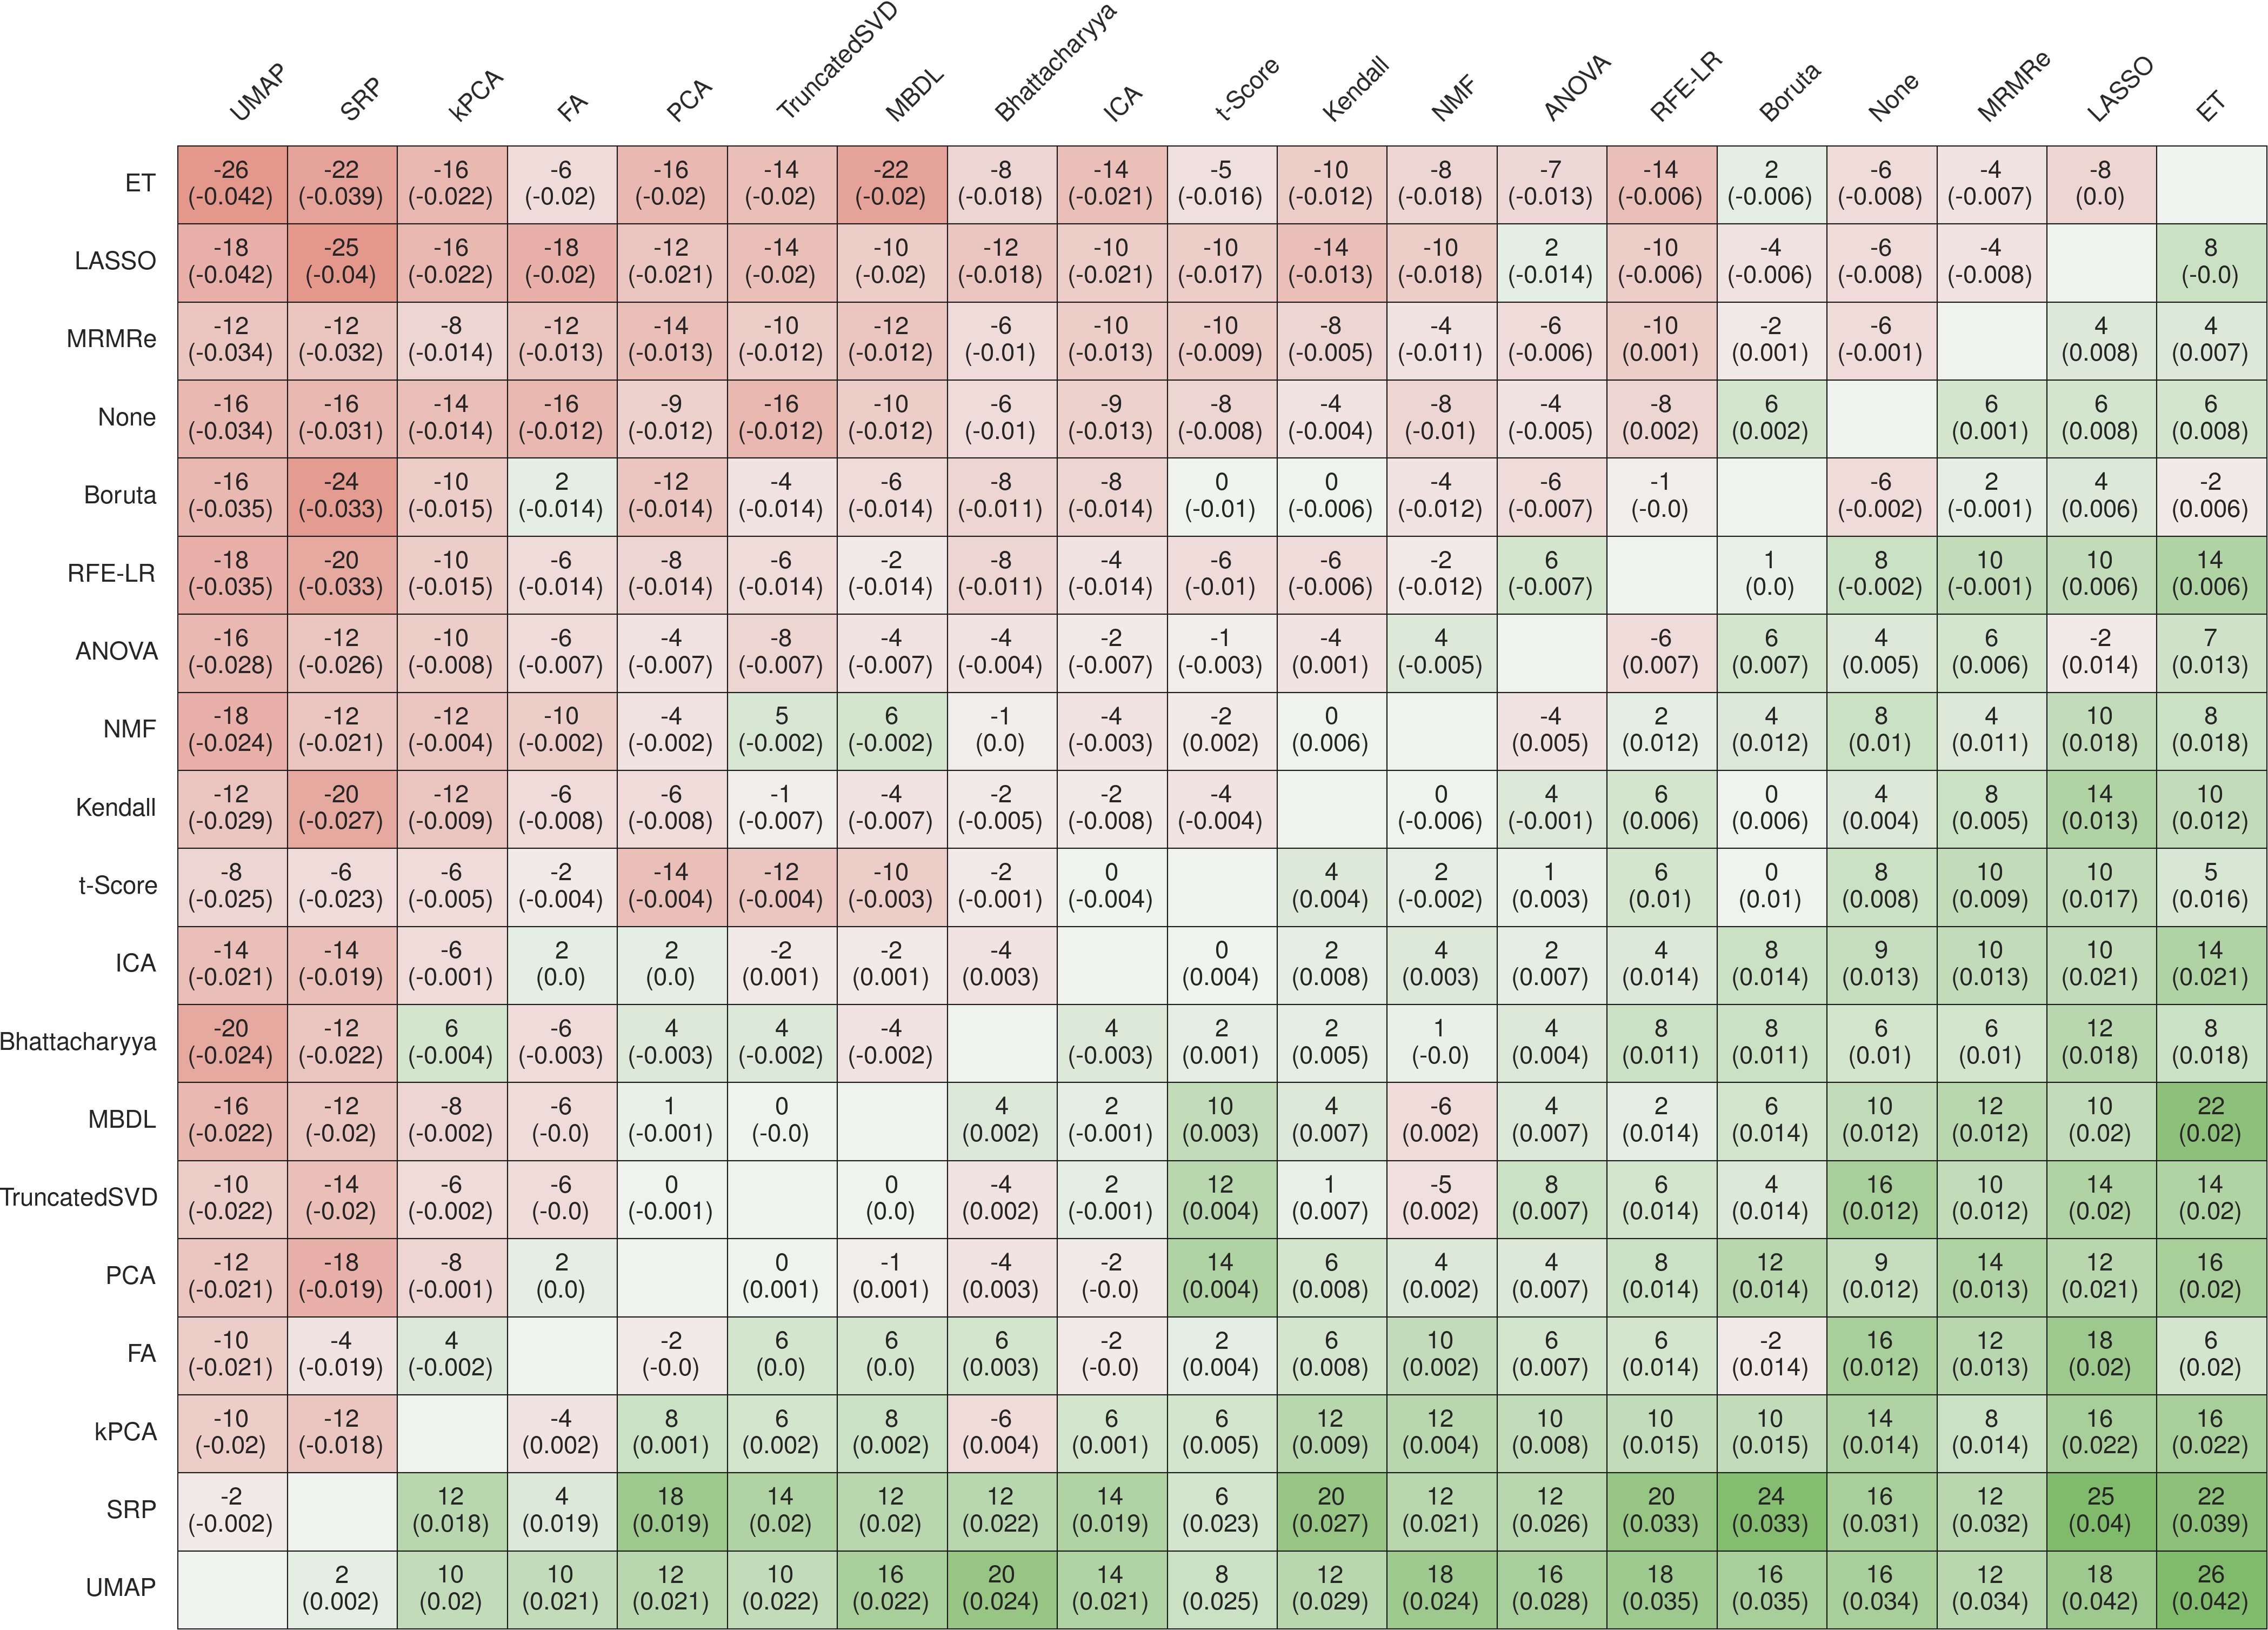 UMAP SRP kPCA FA PCA TruncatedSVD MBDL Bhattacharyya ICA t-Score Kendall NMF ANOVA RFE-LR Boruta None MRMRe LASSO ET
-26 -22 -16 -6 -16 -14 -22 -8 -14 -5 -10 -8 -7 -14 2 -6 -4 -8
ET
(-0.042) (-0.039) (-0.022) (-0.02) (-0.02) (-0.02) (-0.02) (-0.018) (-0.021) (-0.016) (-0.012) (-0.018) (-0.013) (-0.006) (-0.006) (-0.008) (-0.007) (0.0)
-18 -25 -16 -18 -12 -14 -10 -12 -10 -10 -14 -10 2 -10 -4 -6 -4 8
LASSO
(-0.042) (-0.04) (-0.022) (-0.02) (-0.021) (-0.02) (-0.02) (-0.018) (-0.021) (-0.017) (-0.013) (-0.018) (-0.014) (-0.006) (-0.006) (-0.008) (-0.008) (-0.0)
-12 -12 -8 -12 -14 -10 -12 -6 -10 -10 -8 -4 -6 -10 -2 -6 4 4
MRMRe
(-0.034) (-0.032) (-0.014) (-0.013) (-0.013) (-0.012) (-0.012) (-0.01) (-0.013) (-0.009) (-0.005) (-0.011) (-0.006) (0.001) (0.001) (-0.001) (0.008) (0.007)
-16 -16 -14 -16 -9 -16 -10 -6 -9 -8 -4 -8 -4 -8 6 6 6 6
None
(-0.034) (-0.031) (-0.014) (-0.012) (-0.012) (-0.012) (-0.012) (-0.01) (-0.013) (-0.008) (-0.004) (-0.01) (-0.005) (0.002) (0.002) (0.001) (0.008) (0.008)
-16 -24 -10 2 -12 -4 -6 -8 -8 0 0 -4 -6 -1 -6 2 4 -2
Boruta
(-0.035) (-0.033) (-0.015) (-0.014) (-0.014) (-0.014) (-0.014) (-0.011) (-0.014) (-0.01) (-0.006) (-0.012) (-0.007) (-0.0) (-0.002) (-0.001) (0.006) (0.006)
-18 -20 -10 -6 -8 -6 -2 -8 -4 -6 -6 -2 6 1 8 10 10 14
RFE-LR
(-0.035) (-0.033) (-0.015) (-0.014) (-0.014) (-0.014) (-0.014) (-0.011) (-0.014) (-0.01) (-0.006) (-0.012) (-0.007) (0.0) (-0.002) (-0.001) (0.006) (0.006)
-16 -12 -10 -6 -4 -8 -4 -4 -2 -1 -4 4 -6 6 4 6 -2 7
ANOVA
(-0.028) (-0.026) (-0.008) (-0.007) (-0.007) (-0.007) (-0.007) (-0.004) (-0.007) (-0.003) (0.001) (-0.005) (0.007) (0.007) (0.005) (0.006) (0.014) (0.013)
-18 -12 -12 -10 -4 5 6 -1 -4 -2 0 -4 2 4 8 4 10 8
NMF
(-0.024) (-0.021) (-0.004) (-0.002) (-0.002) (-0.002) (-0.002) (0.0) (-0.003) (0.002) (0.006) (0.005) (0.012) (0.012) (0.01) (0.011) (0.018) (0.018)
-12 -20 -12 -6 -6 -1 -4 -2 -2 -4 0 4 6 0 4 8 14 10
Kendall
(-0.029) (-0.027) (-0.009) (-0.008) (-0.008) (-0.007) (-0.007) (-0.005) (-0.008) (-0.004) (-0.006) (-0.001) (0.006) (0.006) (0.004) (0.005) (0.013) (0.012)
-8 -6 -6 -2 -14 -12 -10 -2 0 4 2 1 6 0 8 10 10 5
t-Score
(-0.025) (-0.023) (-0.005) (-0.004) (-0.004) (-0.004) (-0.003) (-0.001) (-0.004) (0.004) (-0.002) (0.003) (0.01) (0.01) (0.008) (0.009) (0.017) (0.016)
-14 -14 -6 2 2 -2 -2 -4 0 2 4 2 4 8 9 10 10 14
ICA
(-0.021) (-0.019) (-0.001) (0.0) (0.0) (0.001) (0.001) (0.003) (0.004) (0.008) (0.003) (0.007) (0.014) (0.014) (0.013) (0.013) (0.021) (0.021)
-20 -12 6 -6 4 4 -4 4 2 2 1 4 8 8 6 6 12 8
Bhattacharyya
(-0.024) (-0.022) (-0.004) (-0.003) (-0.003) (-0.002) (-0.002) (-0.003) (0.001) (0.005) (-0.0) (0.004) (0.011) (0.011) (0.01) (0.01) (0.018) (0.018)
-16 -12 -8 -6 1 0 4 2 10 4 -6 4 2 6 10 12 10 22
MBDL
(-0.022) (-0.02) (-0.002) (-0.0) (-0.001) (-0.0) (0.002) (-0.001) (0.003) (0.007) (0.002) (0.007) (0.014) (0.014) (0.012) (0.012) (0.02) (0.02)
-10 -14 -6 -6 0 0 -4 2 12 1 -5 8 6 4 16 10 14 14
TruncatedSVD
(-0.022) (-0.02) (-0.002) (-0.0) (-0.001) (0.0) (0.002) (-0.001) (0.004) (0.007) (0.002) (0.007) (0.014) (0.014) (0.012) (0.012) (0.02) (0.02)
-12 -18 -8 2 0 -1 -4 -2 14 6 4 4 8 12 9 14 12 16
PCA
(-0.021) (-0.019) (-0.001) (0.0) (0.001) (0.001) (0.003) (-0.0) (0.004) (0.008) (0.002) (0.007) (0.014) (0.014) (0.012) (0.013) (0.021) (0.02)
-10 -4 4 -2 6 6 6 -2 2 6 10 6 6 -2 16 12 18 6
FA
(-0.021) (-0.019) (-0.002) (-0.0) (0.0) (0.0) (0.003) (-0.0) (0.004) (0.008) (0.002) (0.007) (0.014) (0.014) (0.012) (0.013) (0.02) (0.02)
-10 -12 -4 8 6 8 -6 6 6 12 12 10 10 10 14 8 16 16
kPCA
(-0.02) (-0.018) (0.002) (0.001) (0.002) (0.002) (0.004) (0.001) (0.005) (0.009) (0.004) (0.008) (0.015) (0.015) (0.014) (0.014) (0.022) (0.022)
-2 12 4 18 14 12 12 14 6 20 12 12 20 24 16 12 25 22
SRP
(-0.002) (0.018) (0.019) (0.019) (0.02) (0.02) (0.022) (0.019) (0.023) (0.027) (0.021) (0.026) (0.033) (0.033) (0.031) (0.032) (0.04) (0.039)
2 10 10 12 10 16 20 14 8 12 18 16 18 16 16 12 18 26
UMAP
(0.002) (0.02) (0.021) (0.021) (0.022) (0.022) (0.024) (0.021) (0.025) (0.029) (0.024) (0.028) (0.035) (0.035) (0.034) (0.034) (0.042) (0.042)